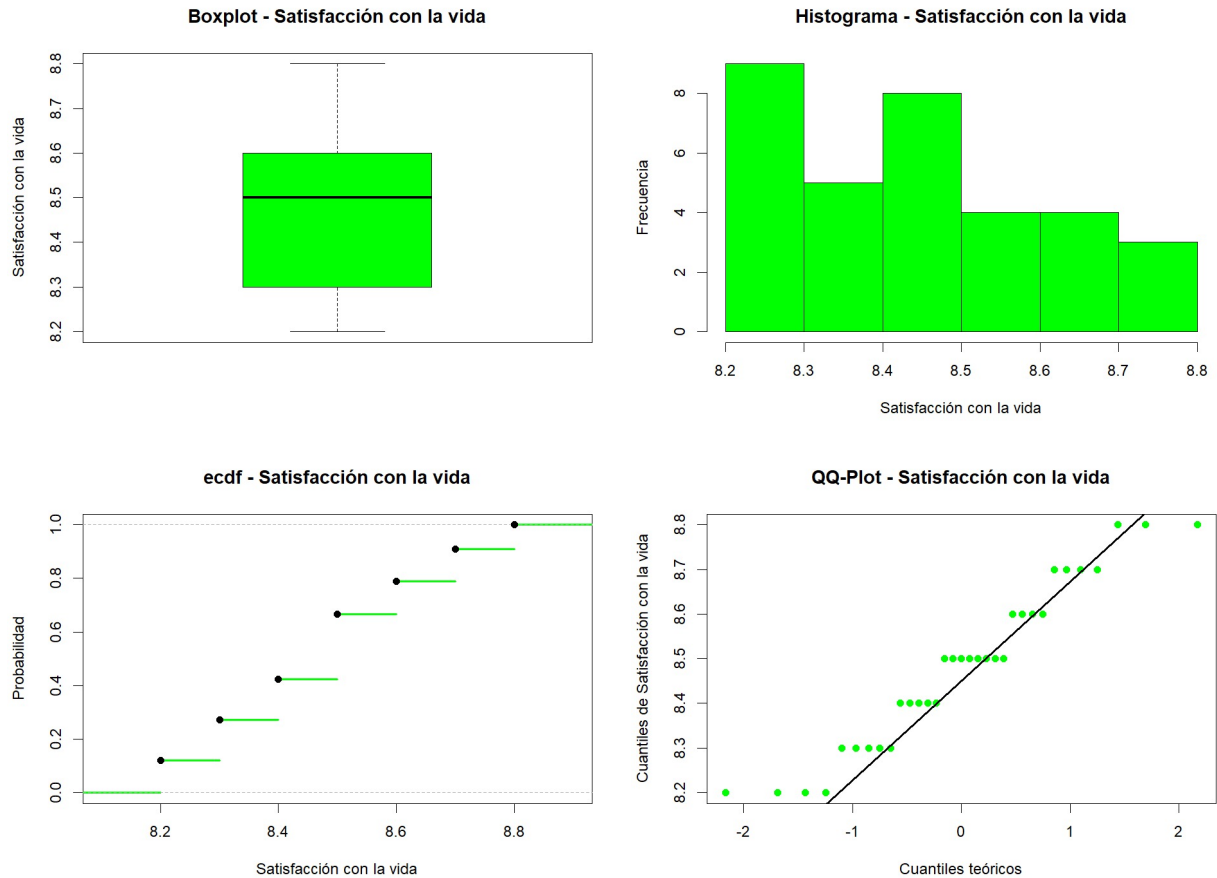 Boxplot - Satisfacción con la vida
Satisfacción con la vida
8.8
8.7
8.6
8.5
8.4
8.3
8.2
Histograma - Satisfacción con la vida
Frecuencia
8
6
4
2
0
8.2 8.3 8.4 8.5 8.6 8.7 8.8
Satisfacción con la vida
ecdf - Satisfacción con la vida
Probabilidad
1.0
0.8
0.6
0.4
0.2
0.0
8.2 8.4 8.6 8.8
Satisfacción con la vida
QQ-Plot - Satisfacción con la vida
Cuantiles de Satisfacción con la vida
8.8
8.7
8.6
8.5
8.4
8.3
8.2
-2 -1 0 1 2
Cuantiles teóricos